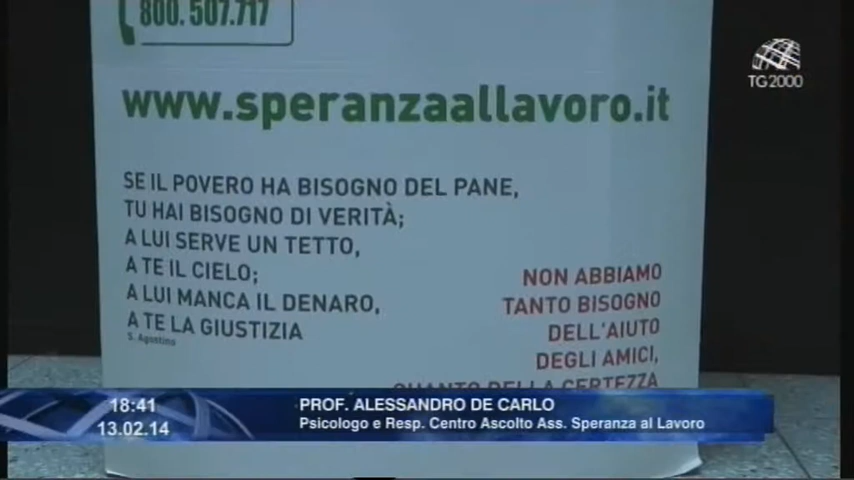 800.507.717
www.speranzaallavoro.it
TG2000
SE IL POVERO HA BISOGNO DEL PANE,
TU HAI BISOGNO DI VERITÀ;
A LUI SERVE UN TETTO,
A TE IL CIELO;
A LUI MANCA IL DENARO,
A TE LA GIUSTIZIA
S. Agostino
NON ABBIAMO
TANTO BISOGNO
DELL'AIUTO
DEGLI AMICI,
QUANTO DELLA CERTEZZA
18:41
13.02.14
PROF. ALESSANDRO DE CARLO
Psicologo e Resp. Centro Ascolto Ass. Speranza al Lavoro